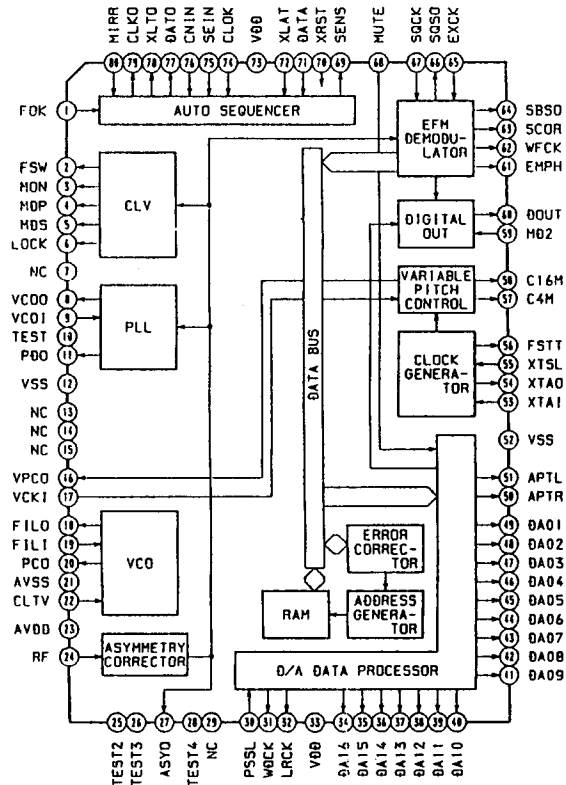 MIRR CLKO XLTO DATO CNIN SEIN CLOK VDD XLAT DATA XRST SENS MUTE SQCK SQSO EXCK
80 79 78 77 76 75 74 73 72 71 70 69 68 67 66 65
FOK 1
AUTO SEQUENCER
FSW 2
MON 3
MDP 4
MDS 5
LOCK 6
CLV
NC 7
VCOO 8
VCOI 9
TEST 10
PDO 11
PLL
VSS 12
NC 13
NC 14
NC 15
VPCO 16
VCKI 17
FILO 18
FILI 19
PCO 20
AVSS 21
CLTV 22
VCO
AVDD 23
RF 24
ASYMMETRY
CORRECTOR
DATA BUS
EFM
DEMODU-
LATOR
64 SBSO
63 SCOR
62 WFCK
61 EMPH
DIGITAL
OUT
60 DOUT
59 MD2
VARIABLE
PITCH
CONTROL
58 C16M
57 C4M
CLOCK
GENERA-
TOR
56 FSTT
55 XTSL
54 XTAO
53 XTAI
52 VSS
51 APTL
50 APTR
49 DA01
48 DA02
47 DA03
46 DA04
45 DA05
44 DA06
43 DA07
42 DA08
41 DA09
ERROR
CORREC-
TOR
RAM
ADDRESS
GENERA-
TOR
D/A DATA PROCESSOR
25 26 27 28 29 30 31 32 33 34 35 36 37 38 39 40
TEST2 TEST3 ASYO TEST4 NC PSSL WDCK LRCK VDD DA16 DA15 DA14 DA13 DA12 DA11 DA10